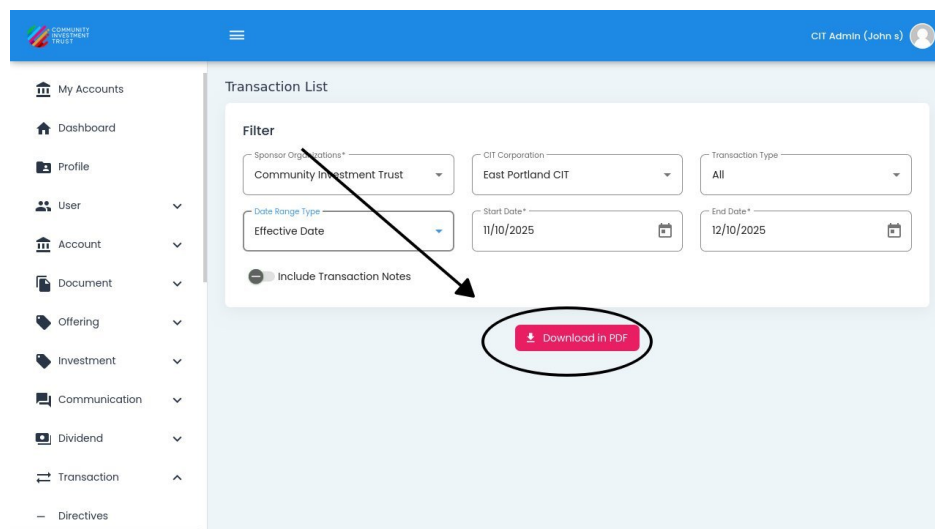 COMMUNITY
INVESTMENT
TRUST
CIT Admin (John s)
My Accounts
Dashboard
Profile
User
Account
Document
Offering
Investment
Communication
Dividend
Transaction
– Directives
Transaction List
Filter
Sponsor Organizations*
Community Investment Trust
CIT Corporation
East Portland CIT
Transaction Type
All
Date Range Type
Effective Date
Start Date*
11/10/2025
End Date*
12/10/2025
Include Transaction Notes
Download in PDF